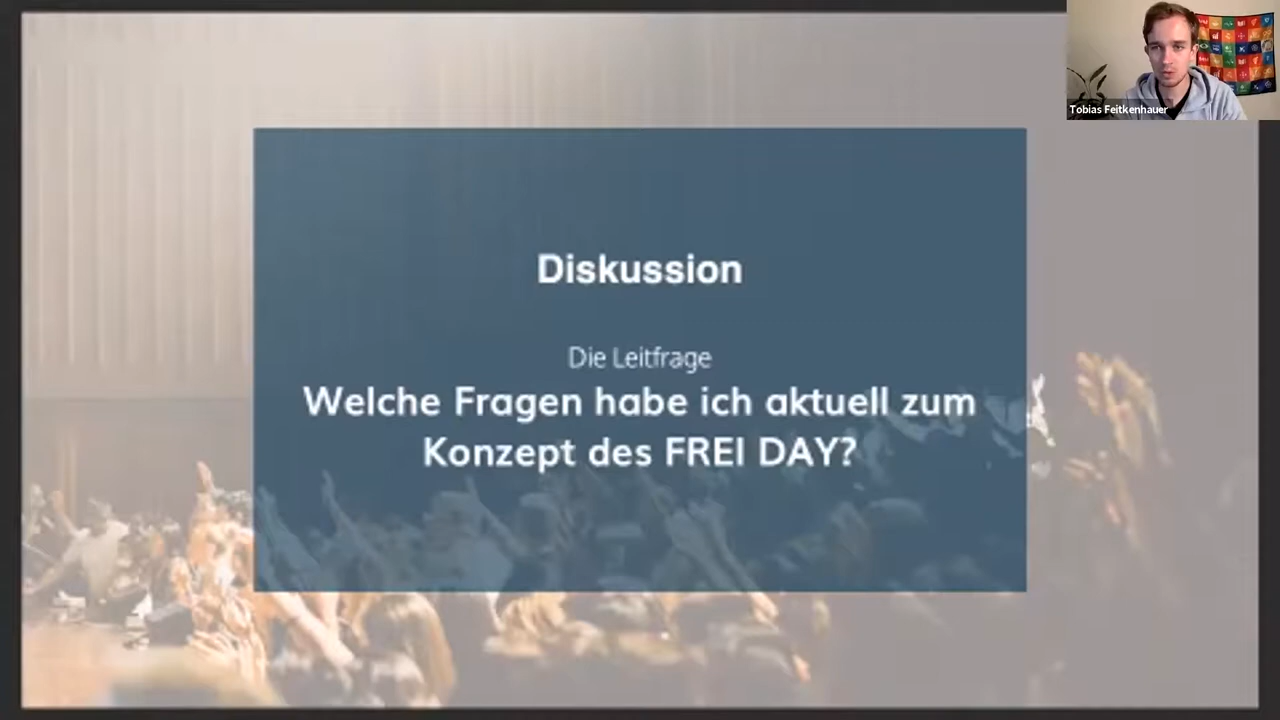 Tobias Feitkenhauer
Diskussion
Die Leitfrage
Welche Fragen habe ich aktuell zum
Konzept des FREI DAY?